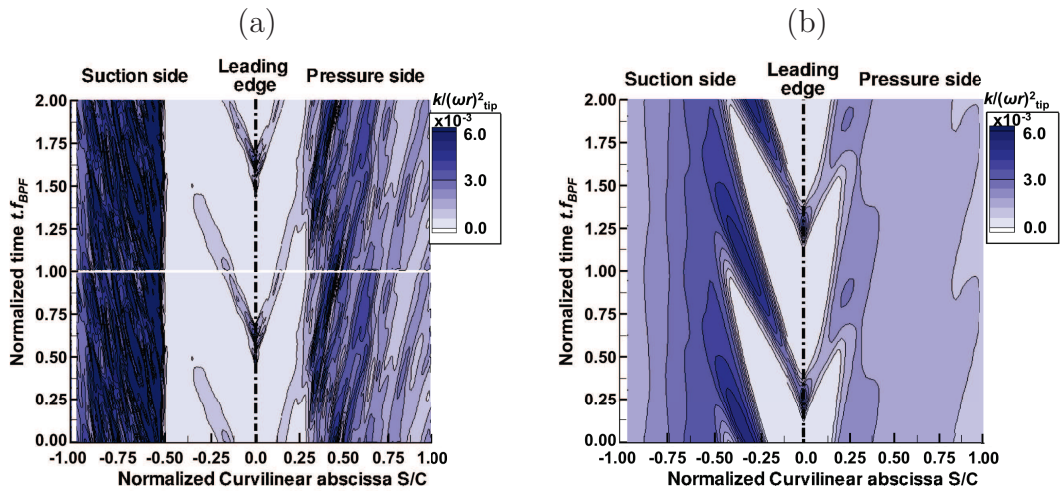 (a)
Suction side
Leading edge
Pressure side
k/(ωr)²tip
x10⁻³
6.0
3.0
0.0
Normalized time t.fBPF
2.00
1.75
1.50
1.25
1.00
0.75
0.50
0.25
0.00
-1.00 -0.75 -0.50 -0.25 0.0 0.25 0.50 0.75 1.00
Normalized Curvilinear abscissa S/C
(b)
Suction side
Leading edge
Pressure side
k/(ωr)²tip
x10⁻³
6.0
3.0
0.0
Normalized time t.fBPF
2.00
1.75
1.50
1.25
1.00
0.75
0.50
0.25
0.00
-1.00 -0.75 -0.50 -0.25 0.0 0.25 0.50 0.75 1.00
Normalized Curvilinear abscissa S/C